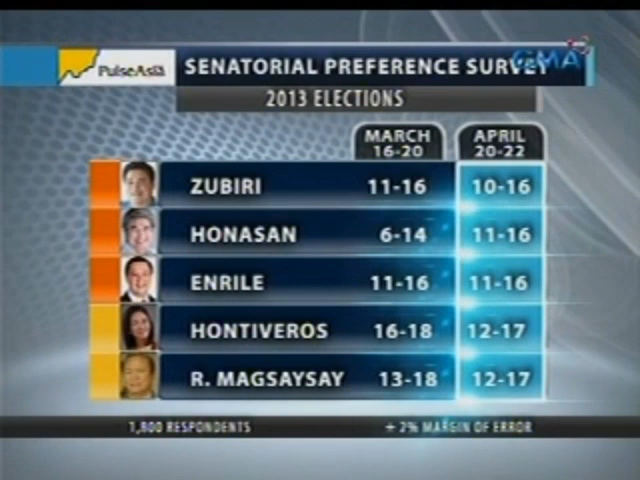 PulseAsia
SENATORIAL PREFERENCE SURVEY
GMA
2013 ELECTIONS
MARCH 16-20
APRIL 20-22
ZUBIRI 11-16 10-16
HONASAN 6-14 11-16
ENRILE 11-16 11-16
HONTIVEROS 16-18 12-17
R. MAGSAYSAY 13-18 12-17
1,800 RESPONDENTS ± 2% MARGIN OF ERROR